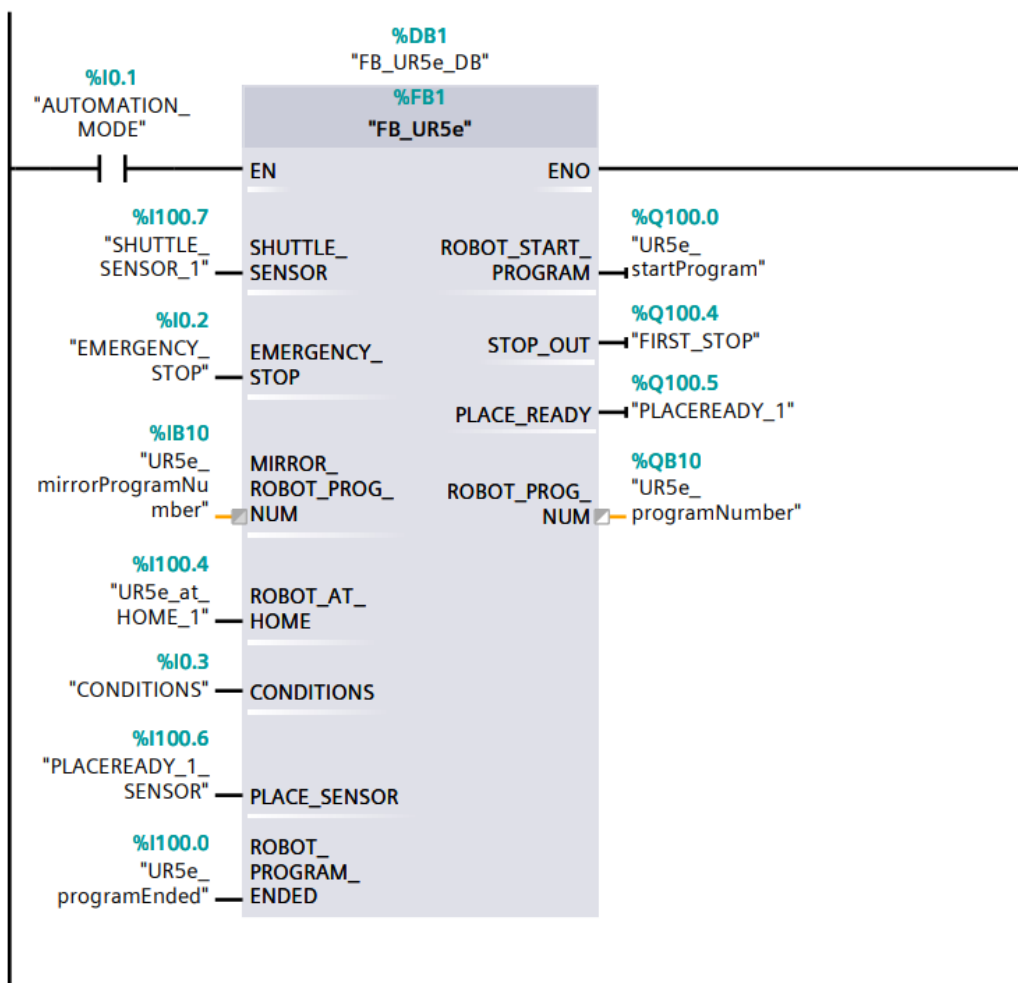 %DB1
"FB_UR5e_DB"
%I0.1
"AUTOMATION_
MODE"
%FB1
"FB_UR5e"
EN
ENO
%I100.7
"SHUTTLE_
SENSOR_1"
SHUTTLE_
SENSOR
ROBOT_START_
PROGRAM
%Q100.0
"UR5e_
startProgram"
%I0.2
"EMERGENCY_
STOP"
EMERGENCY_
STOP
STOP_OUT
%Q100.4
"FIRST_STOP"
PLACE_READY
%Q100.5
"PLACEREADY_1"
%IB10
"UR5e_
mirrorProgramNu
mber"
MIRROR_
ROBOT_PROG_
NUM
ROBOT_PROG_
NUM
%QB10
"UR5e_
programNumber"
%I100.4
"UR5e_at_
HOME_1"
ROBOT_AT_
HOME
%I0.3
"CONDITIONS"
CONDITIONS
%I100.6
"PLACEREADY_1_
SENSOR"
PLACE_SENSOR
%I100.0
"UR5e_
programEnded"
ROBOT_
PROGRAM_
ENDED